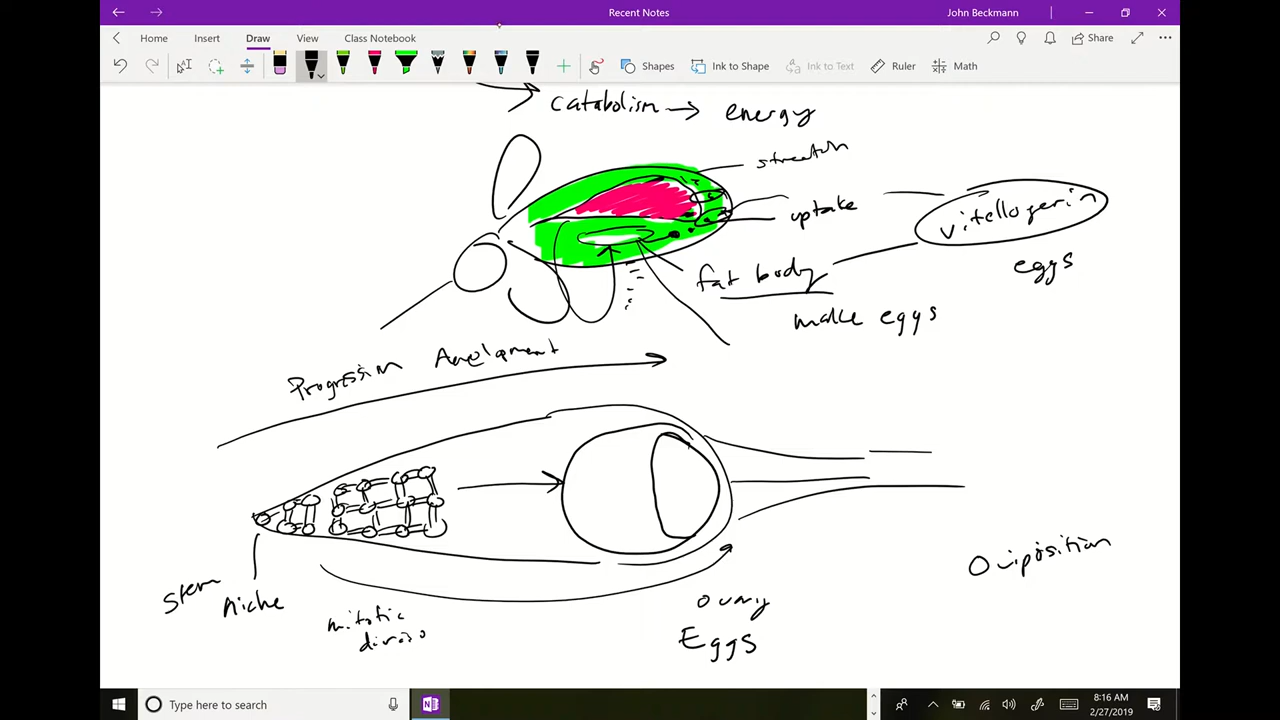 Recent Notes
John Beckmann
Home Insert Draw View Class Notebook
Share
Shapes Ink to Shape Ink to Text Ruler Math
Catabolism → energy
stretch
uptake
vitellogenin
eggs
fat body
make eggs
Progression Development
Stem
Niche
mitotic
division
ovary
Eggs
Oviposition
Type here to search
8:16 AM
2/27/2019